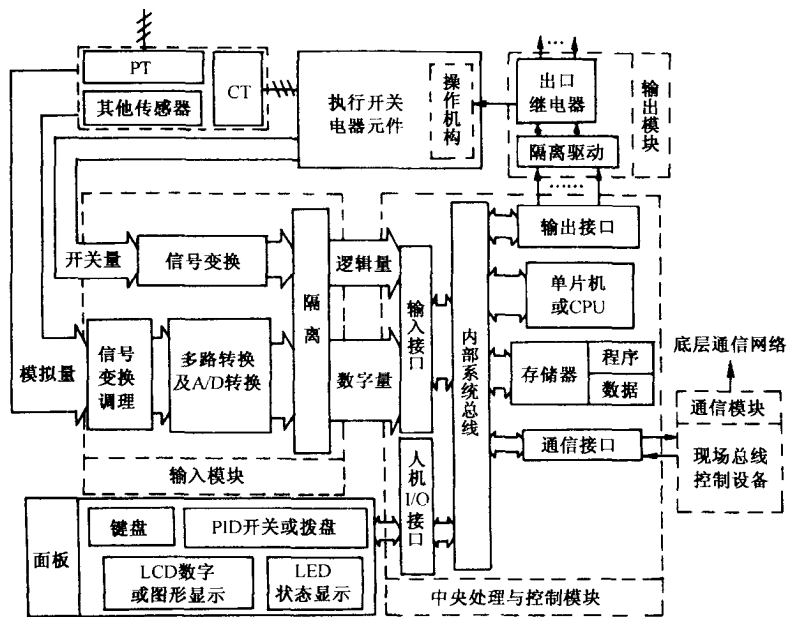 PT
其他传感器
CT
执行开关
电器元件
操作机构
出口
继电器
隔离驱动
输出模块
……
…
开关量
信号变换
隔离
逻辑量
输入接口
内部系统总线
输出接口
单片机
或CPU
存储器
程序
数据
通信接口
模拟量
信号
变换
调理
多路转换
及A/D转换
数字量
输入模块
人机I/O接口
底层通信网络
通信模块
现场总线
控制设备
面板
键盘
PID开关或拨盘
LCD数字
或图形显示
LED
状态显示
中央处理与控制模块